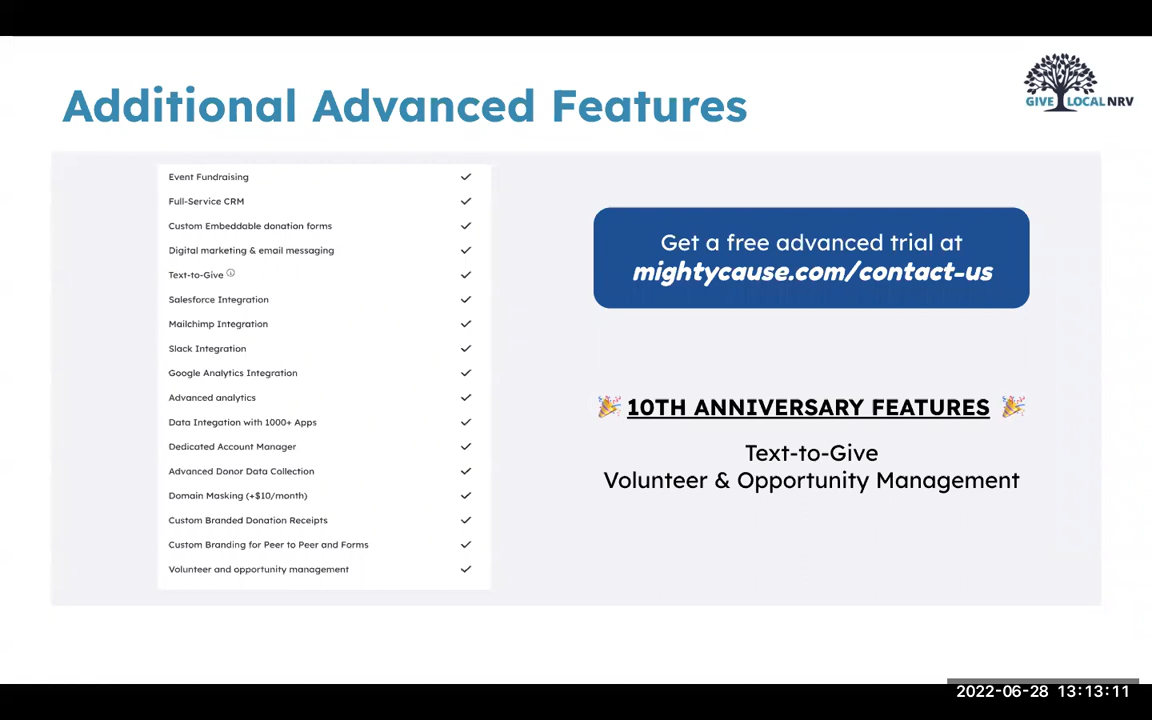 Additional Advanced Features
GIVE LOCAL NRV
Event Fundraising
Full-Service CRM
Custom Embeddable donation forms
Digital marketing & email messaging
Text-to-Give
Salesforce Integration
Mailchimp Integration
Slack Integration
Google Analytics Integration
Advanced analytics
Data Integation with 1000+ Apps
Dedicated Account Manager
Advanced Donor Data Collection
Domain Masking (+$10/month)
Custom Branded Donation Receipts
Custom Branding for Peer to Peer and Forms
Volunteer and opportunity management
Get a free advanced trial at
mightycause.com/contact-us
10TH ANNIVERSARY FEATURES
Text-to-Give
Volunteer & Opportunity Management
2022-06-28 13:13:11